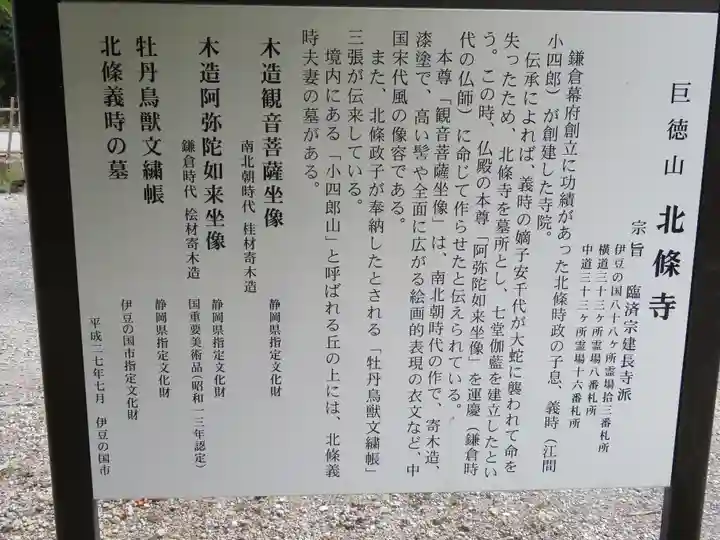 巨徳山 北條寺
宗旨 臨済宗建長寺派
伊豆の国八十八ヶ所霊場拾三番札所
横道三十三ヶ所霊場八番札所
中道三十三ヶ所霊場十六番札所
鎌倉幕府創立に功績があった北條時政の子息、義時（江間
小四郎）が創建した寺院。
伝承によれば、義時の嫡子安千代が大蛇に襲われて命を
失ったため、北條寺を墓所とし、七堂伽藍を建立したとい
う。この時、仏殿の本尊「阿弥陀如来坐像」を運慶（鎌倉時
代の仏師）に命じて作らせたと伝えられている。
本尊「観音菩薩坐像」は、南北朝時代の作で、寄木造、
漆塗で、高い髻や全面に広がる絵画的表現の衣文など、中
国宋代風の像容である。
また、北條政子が奉納したとされる「牡丹鳥獣文繍帳」
三張が伝来している。
境内にある「小四郎山」と呼ばれる丘の上には、北條義
時夫妻の墓がある。
木造観音菩薩坐像 静岡県指定文化財
南北朝時代 桂材寄木造
木造阿弥陀如来坐像 静岡県指定文化財
鎌倉時代 桧材寄木造 国重要美術品（昭和一三年認定）
牡丹鳥獣文繍帳 静岡県指定文化財
北條義時の墓 伊豆の国市指定文化財
平成二七年七月 伊豆の国市